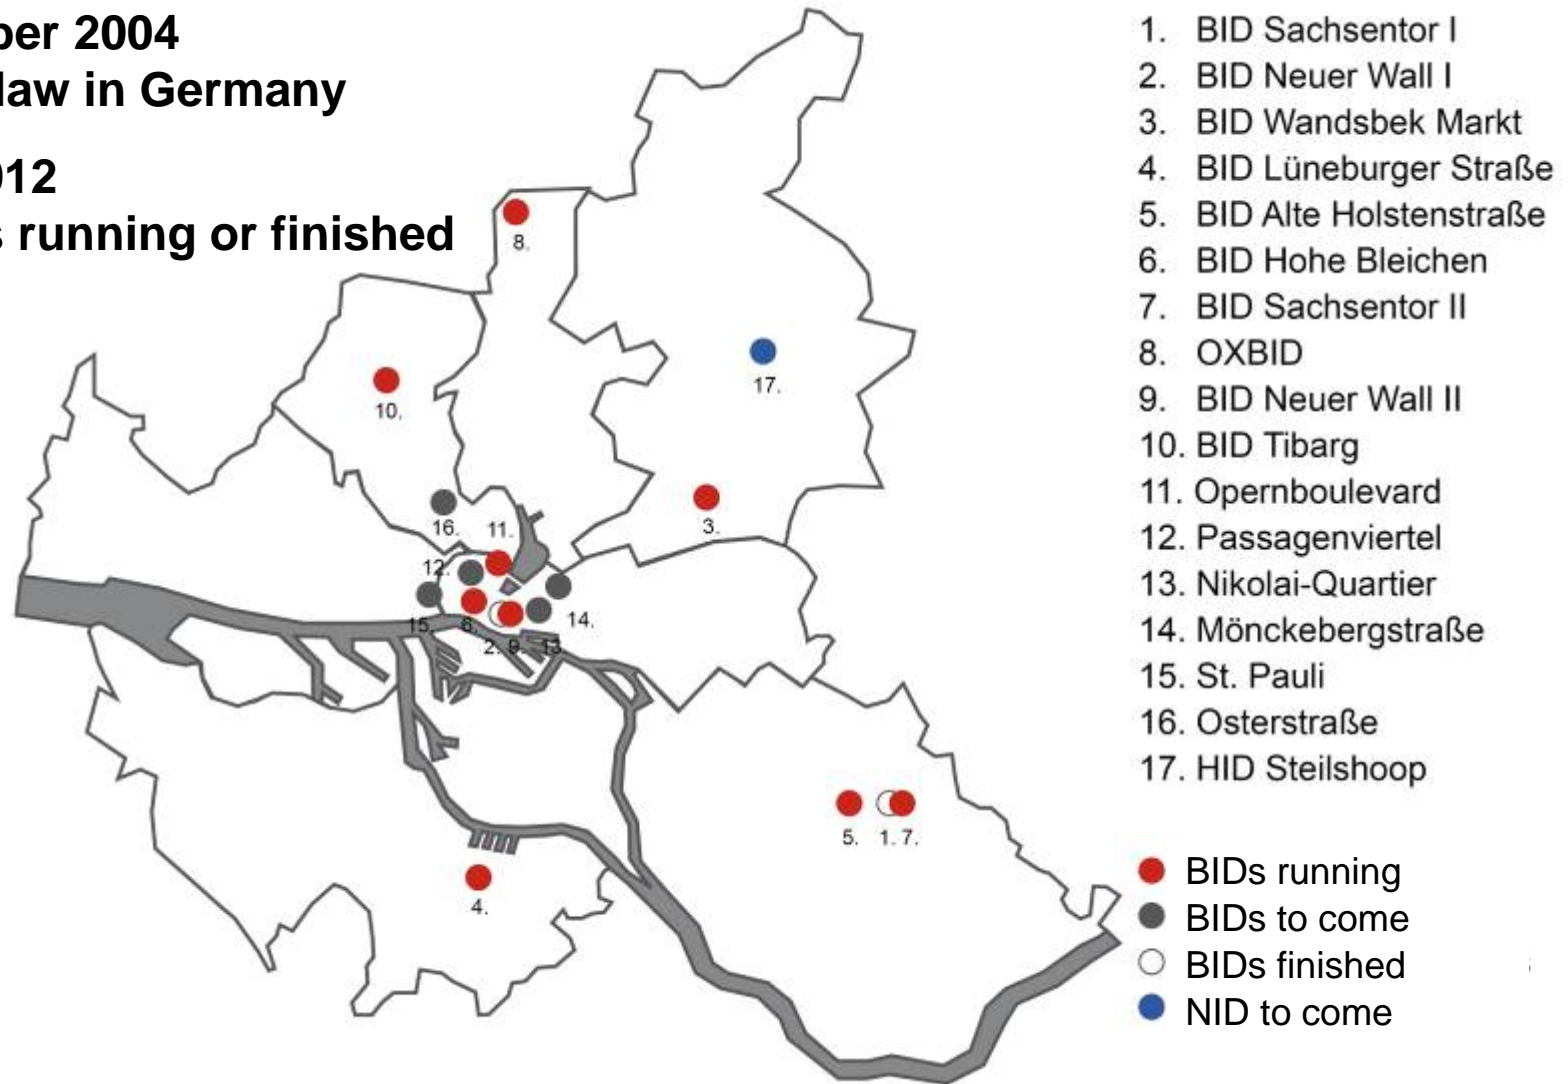 ber 2004
law in Germany
012
s running or finished
1. BID Sachsentor I
2. BID Neuer Wall I
3. BID Wandsbek Markt
4. BID Lüneburger Straße
5. BID Alte Holstenstraße
6. BID Hohe Bleichen
7. BID Sachsentor II
8. OXBID
9. BID Neuer Wall II
10. BID Tibarg
11. Opernboulevard
12. Passagenviertel
13. Nikolai-Quartier
14. Mönckebergstraße
15. St. Pauli
16. Osterstraße
17. HID Steilshoop
8.
17.
10.
16.
11.
3.
12.
15.
6.
14.
2.
9.
13.
5.
1.
7.
4.
BIDs running
BIDs to come
BIDs finished
NID to come